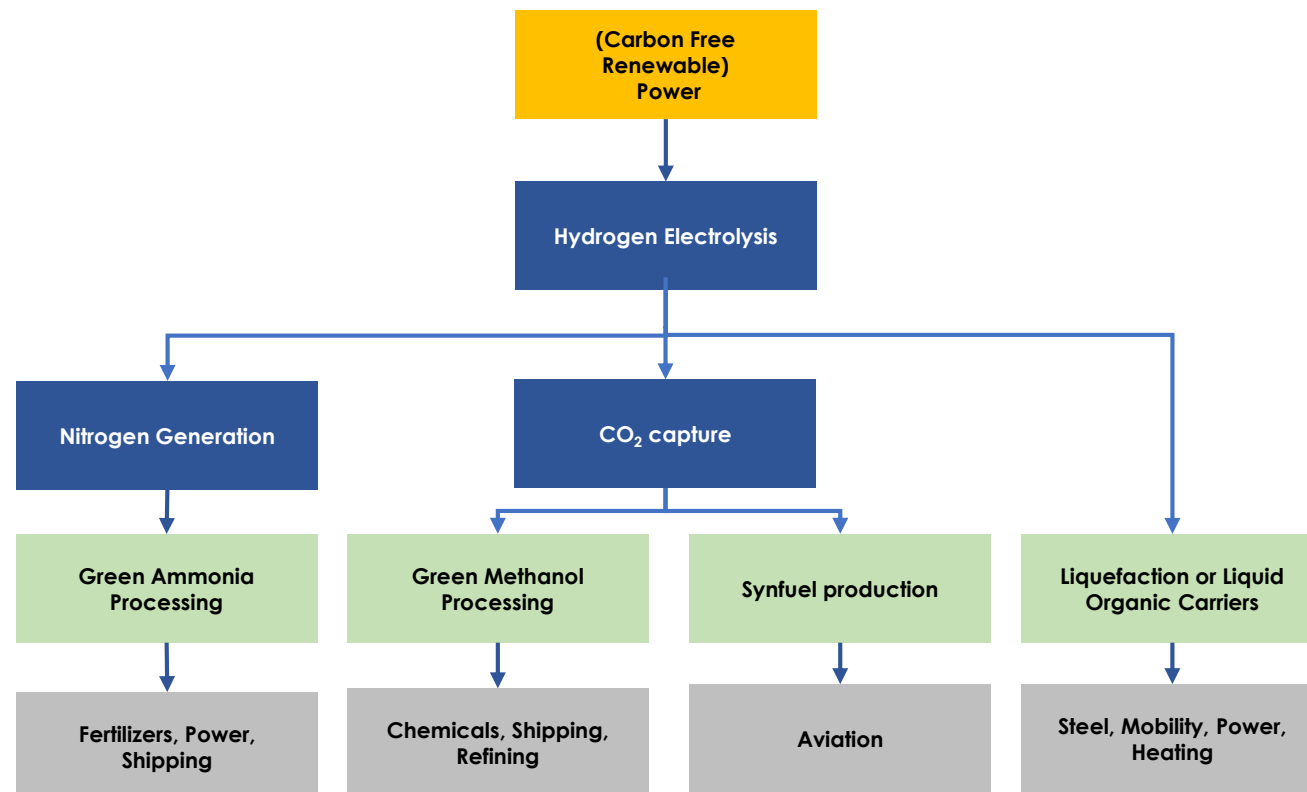 (Carbon Free
Renewable)
Power
Hydrogen Electrolysis
Nitrogen Generation
CO₂ capture
Green Ammonia
Processing
Green Methanol
Processing
Synfuel production
Liquefaction or Liquid
Organic Carriers
Fertilizers, Power,
Shipping
Chemicals, Shipping,
Refining
Aviation
Steel, Mobility, Power,
Heating